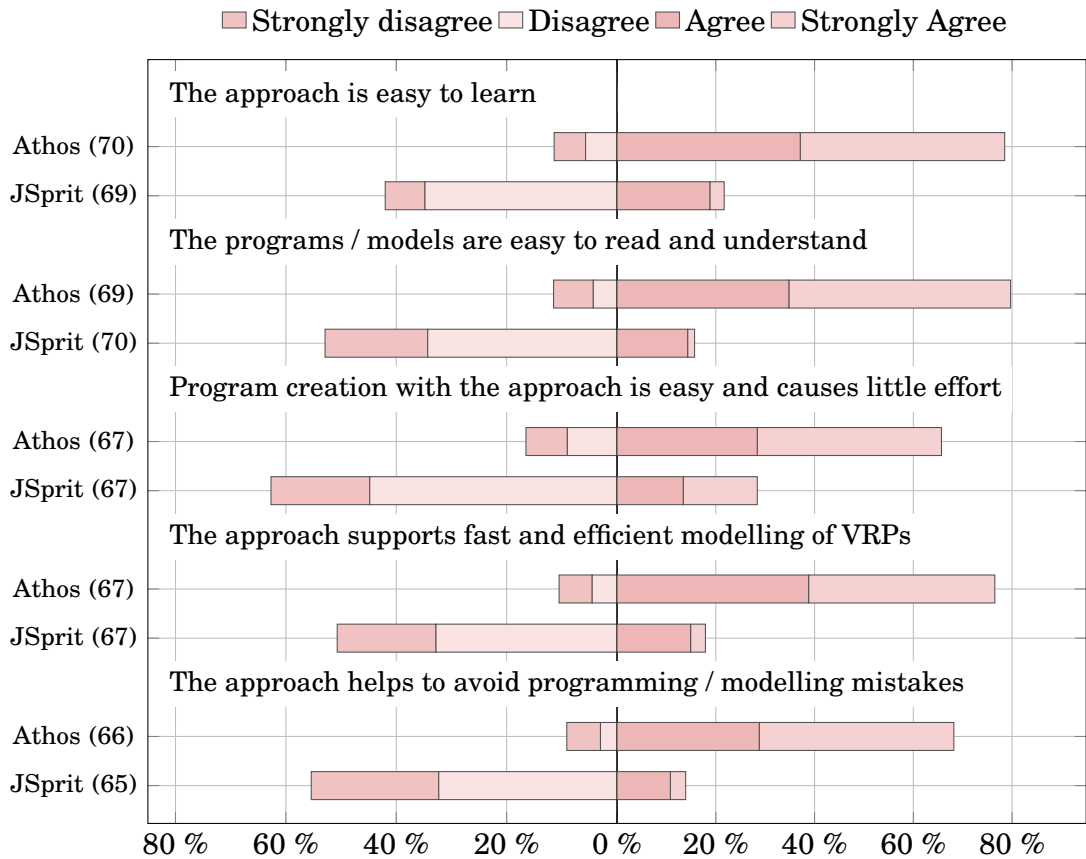 Strongly disagree Disagree Agree Strongly Agree
The approach is easy to learn
Athos (70)
JSprit (69)
The programs / models are easy to read and understand
Athos (69)
JSprit (70)
Program creation with the approach is easy and causes little effort
Athos (67)
JSprit (67)
The approach supports fast and efficient modelling of VRPs
Athos (67)
JSprit (67)
The approach helps to avoid programming / modelling mistakes
Athos (66)
JSprit (65)
80 % 60 % 40 % 20 % 0 % 20 % 40 % 60 % 80 %